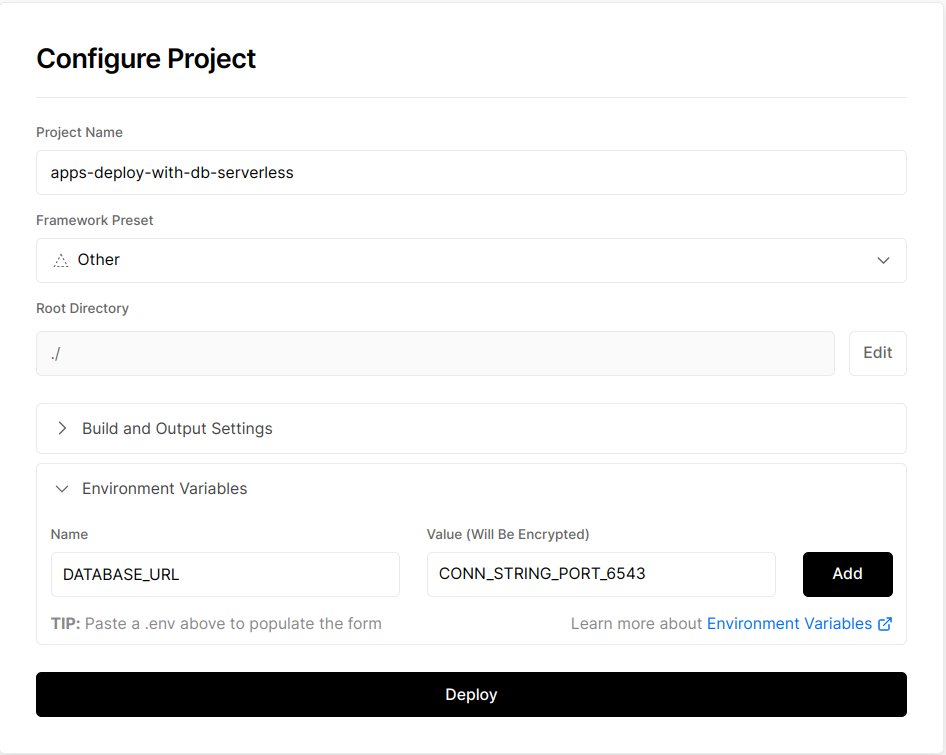 Configure Project
Project Name
apps-deploy-with-db-serverless
Framework Preset
Other
Root Directory
./
Edit
Build and Output Settings
Environment Variables
Name
Value (Will Be Encrypted)
DATABASE_URL
CONN_STRING_PORT_6543
Add
TIP: Paste a .env above to populate the form
Learn more about Environment Variables
Deploy